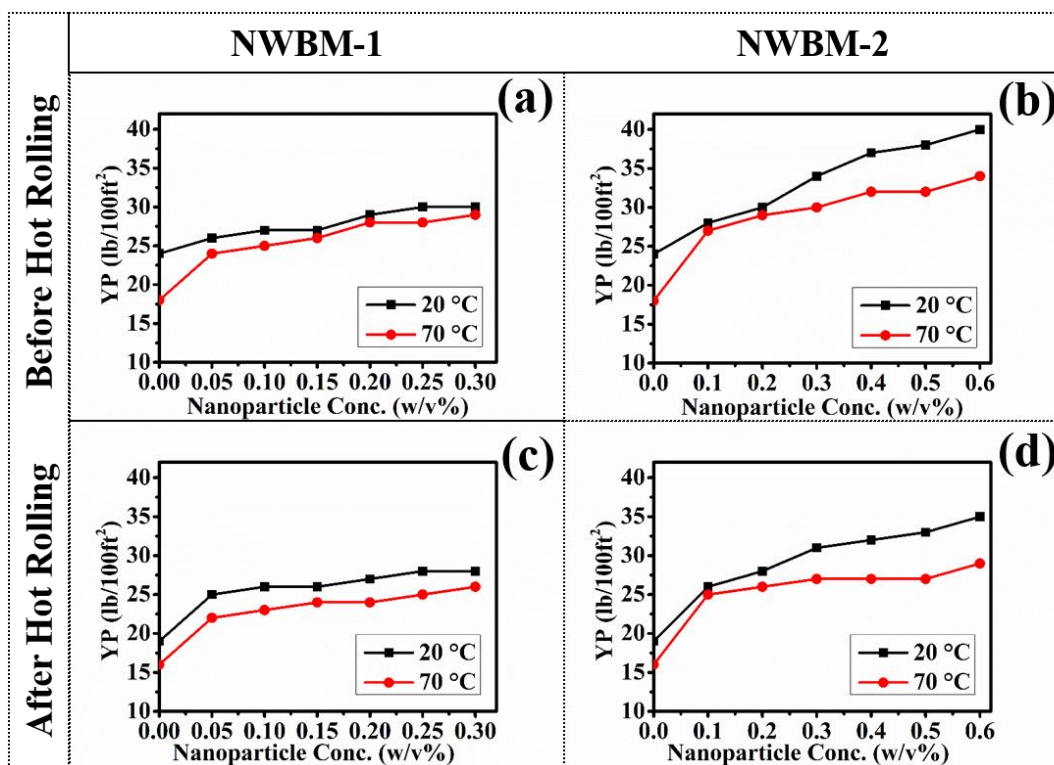 NWBM-1
NWBM-2
Before Hot Rolling
(a)
YP (lb/100ft²)
40
35
30
25
20
15
10
20 °C
70 °C
0.00 0.05 0.10 0.15 0.20 0.25 0.30
Nanoparticle Conc. (w/v%)
(b)
YP (lb/100ft²)
40
35
30
25
20
15
10
20 °C
70 °C
0.0 0.1 0.2 0.3 0.4 0.5 0.6
Nanoparticle Conc. (w/v%)
After Hot Rolling
(c)
YP (lb/100ft²)
40
35
30
25
20
15
10
20 °C
70 °C
0.00 0.05 0.10 0.15 0.20 0.25 0.30
Nanoparticle Conc. (w/v%)
(d)
YP (lb/100ft²)
40
35
30
25
20
15
10
20 °C
70 °C
0.0 0.1 0.2 0.3 0.4 0.5 0.6
Nanoparticle Conc. (w/v%)